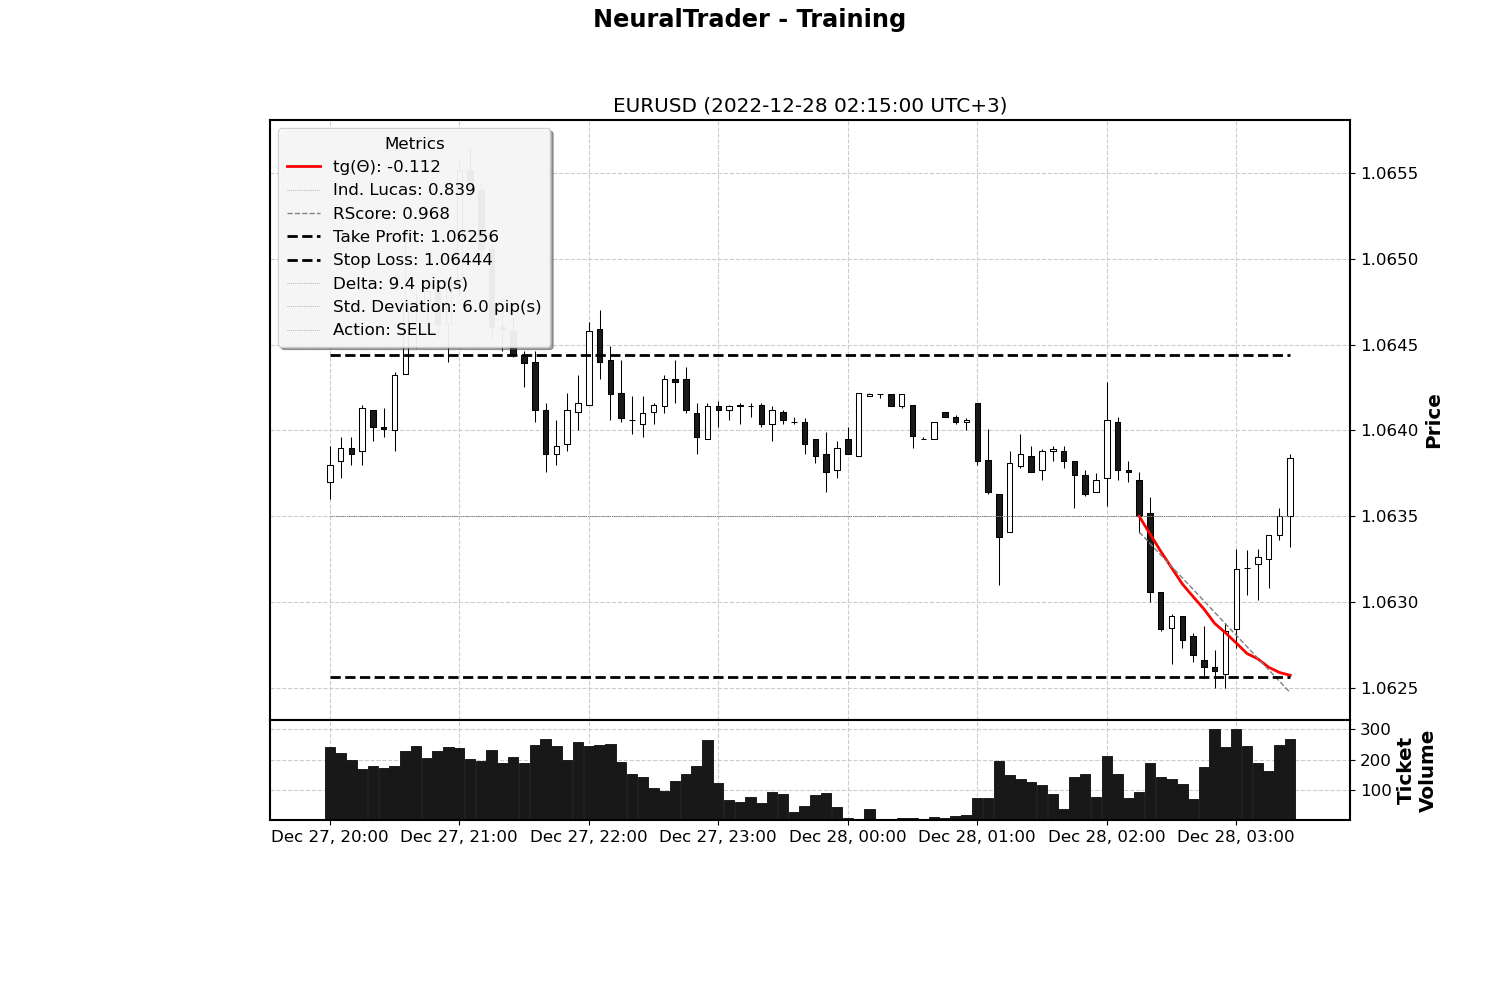 NeuralTrader - Training
EURUSD (2022-12-28 02:15:00 UTC+3)
Metrics
tg(Θ): -0.112
Ind. Lucas: 0.839
RScore: 0.968
Take Profit: 1.06256
Stop Loss: 1.06444
Delta: 9.4 pip(s)
Std. Deviation: 6.0 pip(s)
Action: SELL
1.0655
1.0650
1.0645
1.0640
1.0635
1.0630
1.0625
Price
300
200
100
Ticket
Volume
Dec 27, 20:00 Dec 27, 21:00 Dec 27, 22:00 Dec 27, 23:00 Dec 28, 00:00 Dec 28, 01:00 Dec 28, 02:00 Dec 28, 03:00